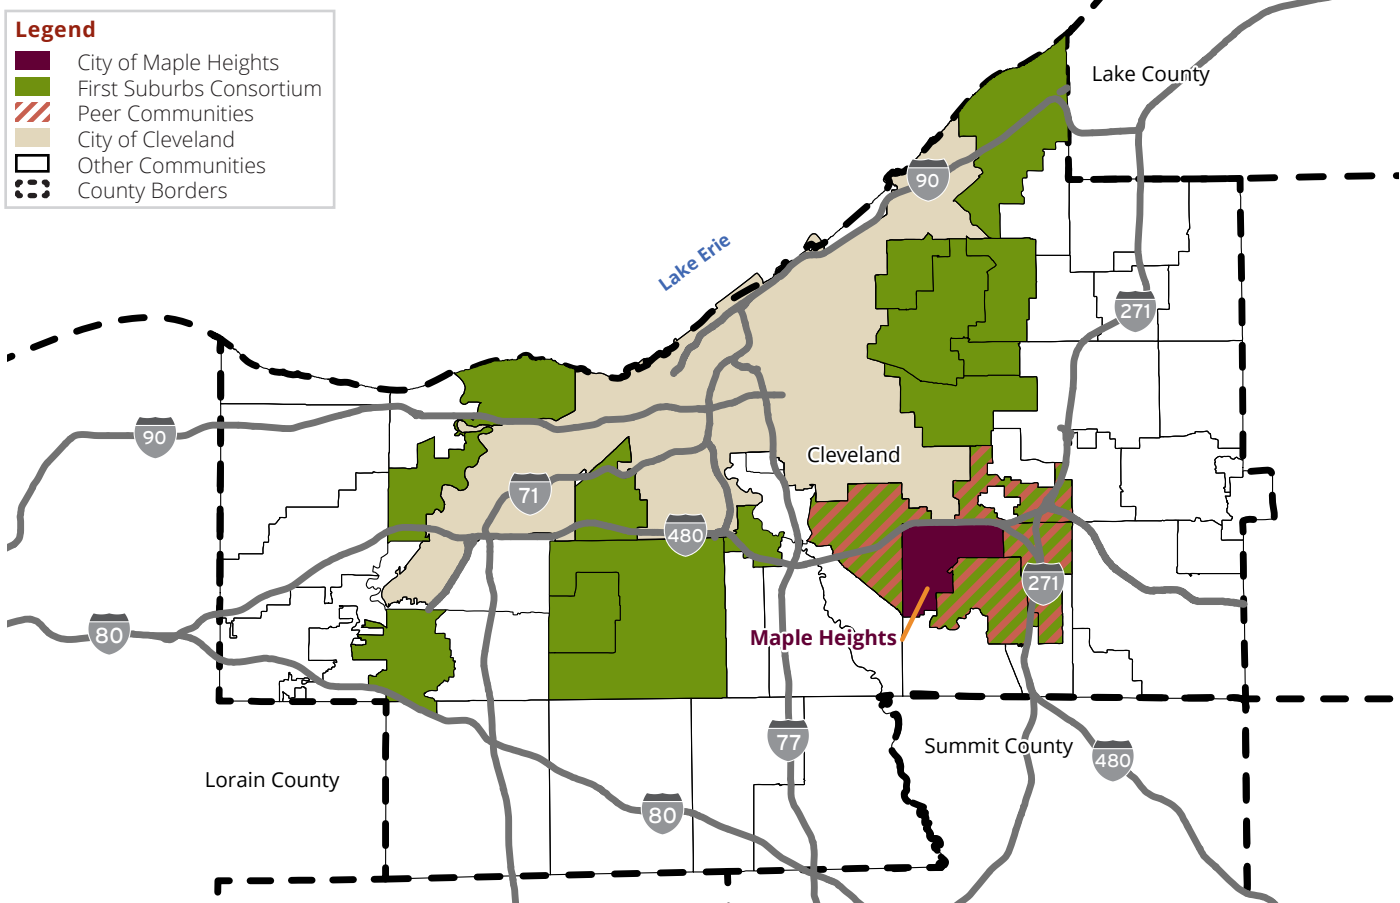 Legend
City of Maple Heights
First Suburbs Consortium
Peer Communities
City of Cleveland
Other Communities
County Borders
Lake County
90
Lake Erie
271
90
Cleveland
71
480
271
80
Maple Heights
77
Summit County
480
Lorain County
80